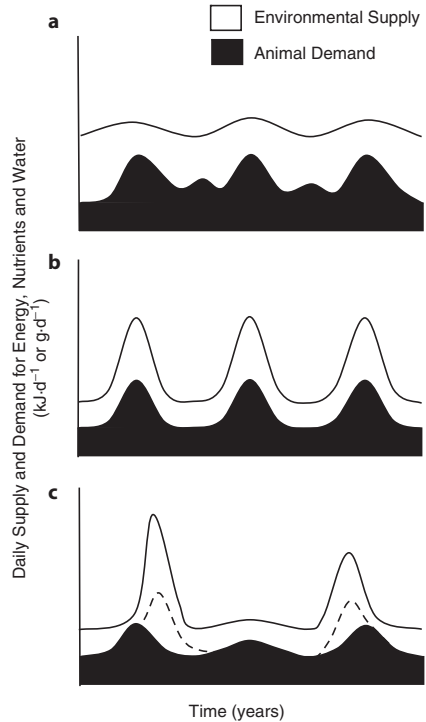 a
Environmental Supply
Animal Demand
b
c
Daily Supply and Demand for Energy, Nutrients and Water
(kJ·d⁻¹ or g·d⁻¹)
Time (years)